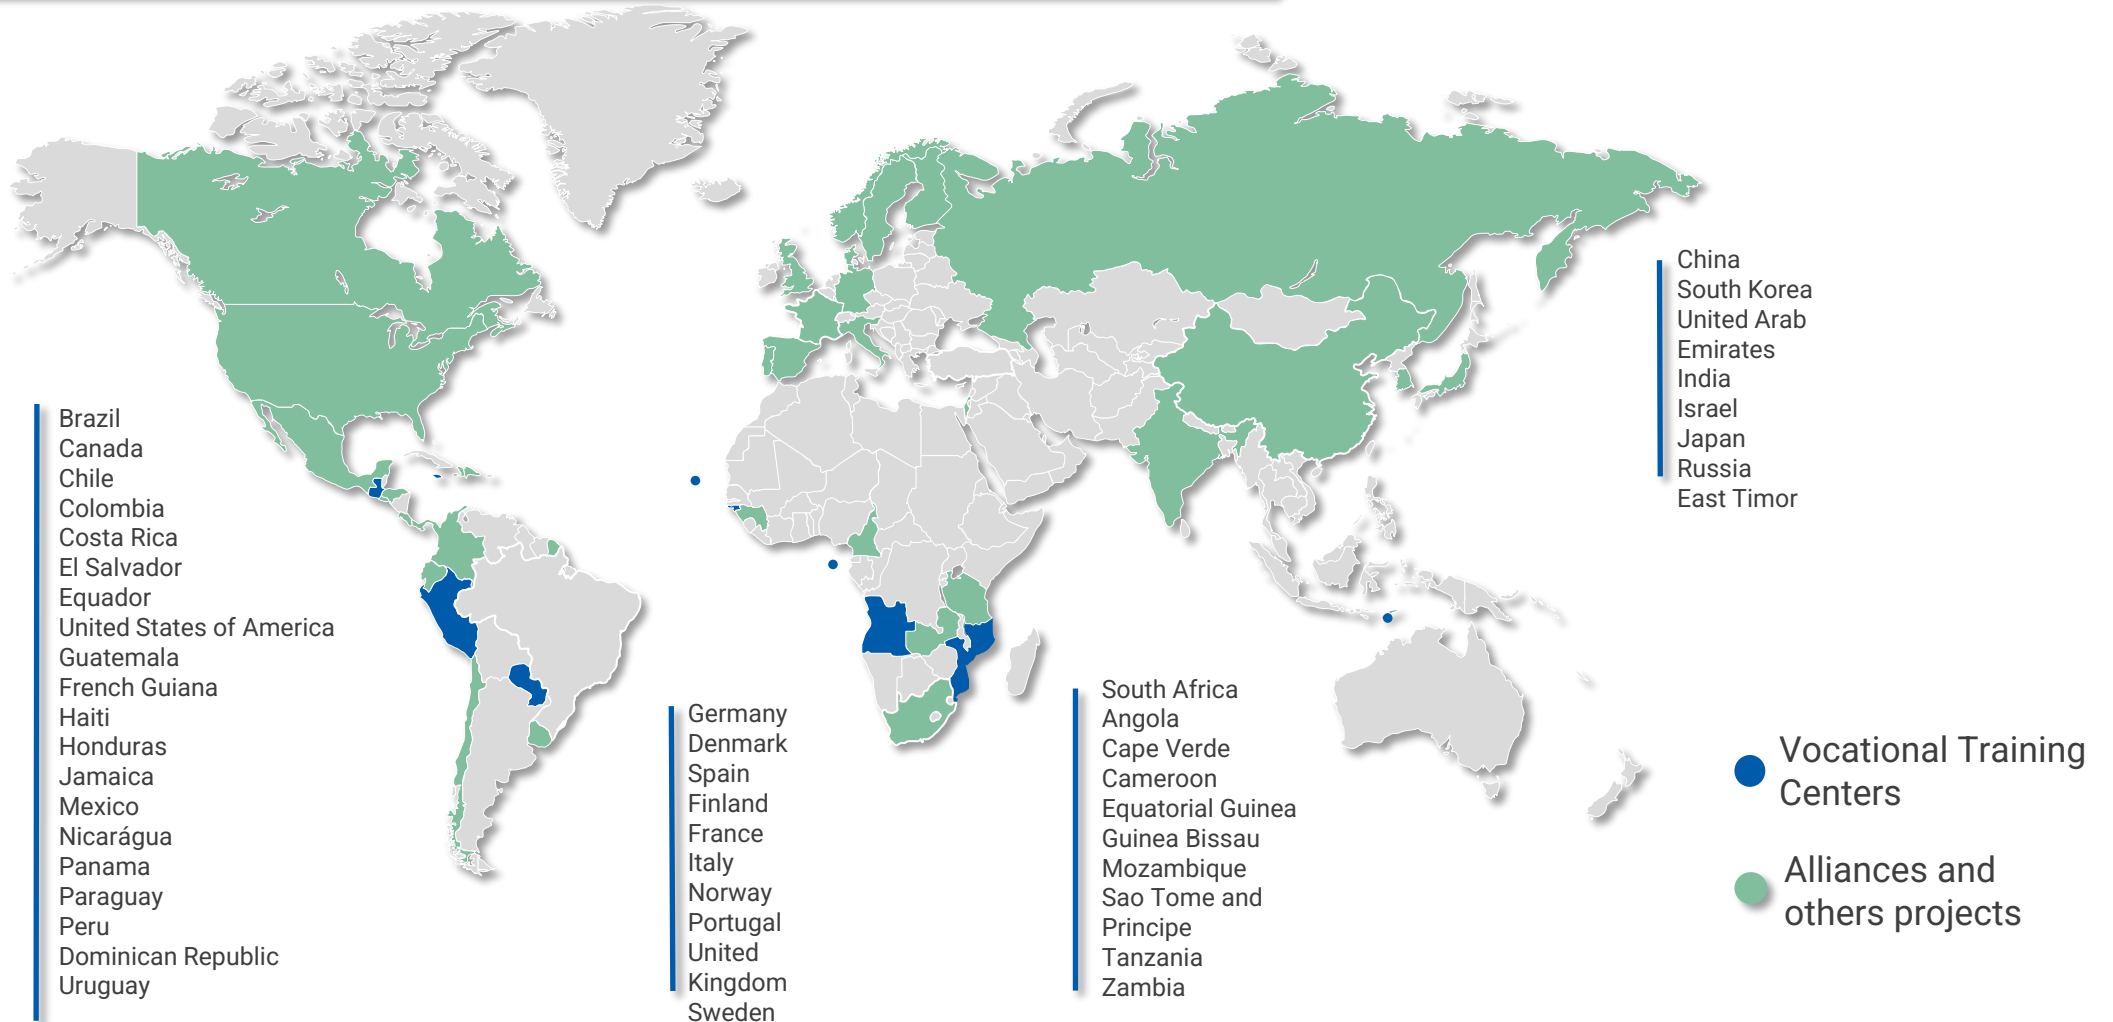 Brazil
Canada
Chile
Colombia
Costa Rica
El Salvador
Equador
United States of America
Guatemala
French Guiana
Haiti
Honduras
Jamaica
Mexico
Nicarágua
Panama
Paraguay
Peru
Dominican Republic
Uruguay
Germany
Denmark
Spain
Finland
France
Italy
Norway
Portugal
United
Kingdom
Sweden
South Africa
Angola
Cape Verde
Cameroon
Equatorial Guinea
Guinea Bissau
Mozambique
Sao Tome and
Principe
Tanzania
Zambia
China
South Korea
United Arab
Emirates
India
Israel
Japan
Russia
East Timor
Vocational Training
Centers
Alliances and
others projects